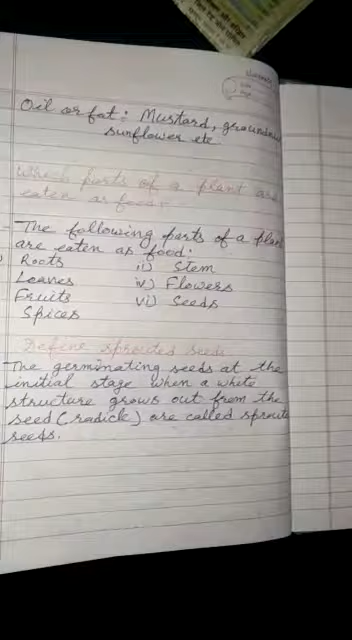 Oil or fat: Mustard, groundnu
sunflower etc.
Which parts of a plant are
eaten as food?
The following parts of a plant
are eaten as food:
Roots ii) Stem
Leaves iv) Flowers
Fruits vi) Seeds
Spices
Define sprouted seeds.
The germinating seeds at the
initial stage when a white
structure grows out from the
seed (radicle) are called sprout
seeds.